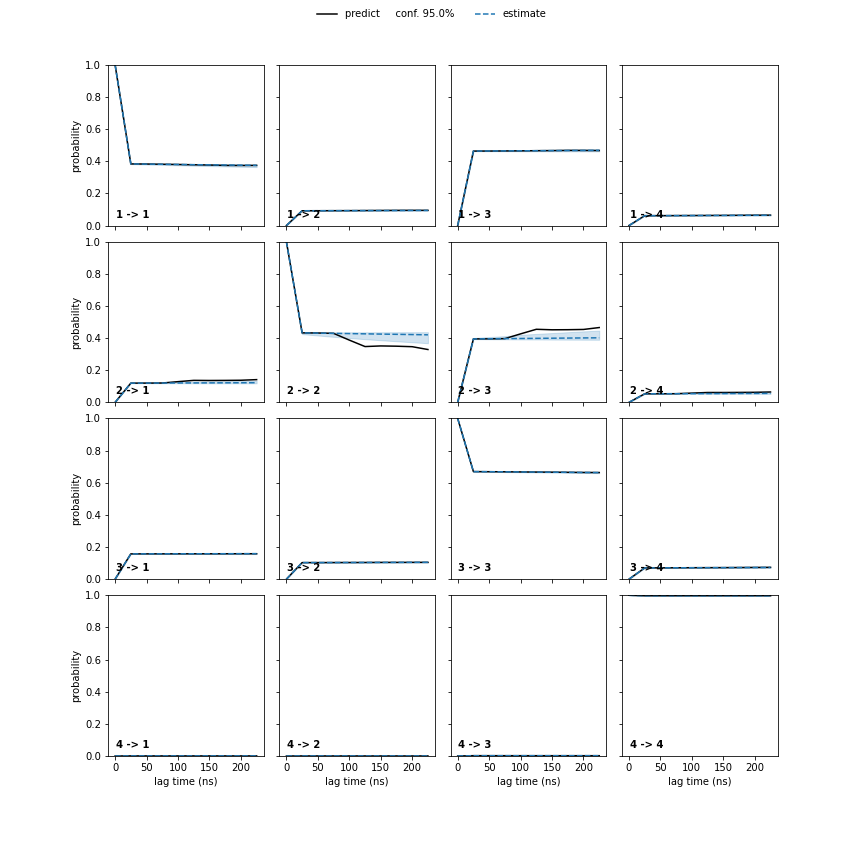 predict conf. 95.0% estimate
1.0
0.8
0.6
0.4
0.2
0.0
probability
1 -> 1
1 -> 2
1 -> 3
1 -> 4
1.0
0.8
0.6
0.4
0.2
0.0
probability
2 -> 1
2 -> 2
2 -> 3
2 -> 4
1.0
0.8
0.6
0.4
0.2
0.0
probability
3 -> 1
3 -> 2
3 -> 3
3 -> 4
1.0
0.8
0.6
0.4
0.2
0.0
probability
4 -> 1
4 -> 2
4 -> 3
4 -> 4
0 50 100 150 200
0 50 100 150 200
0 50 100 150 200
0 50 100 150 200
lag time (ns)
lag time (ns)
lag time (ns)
lag time (ns)